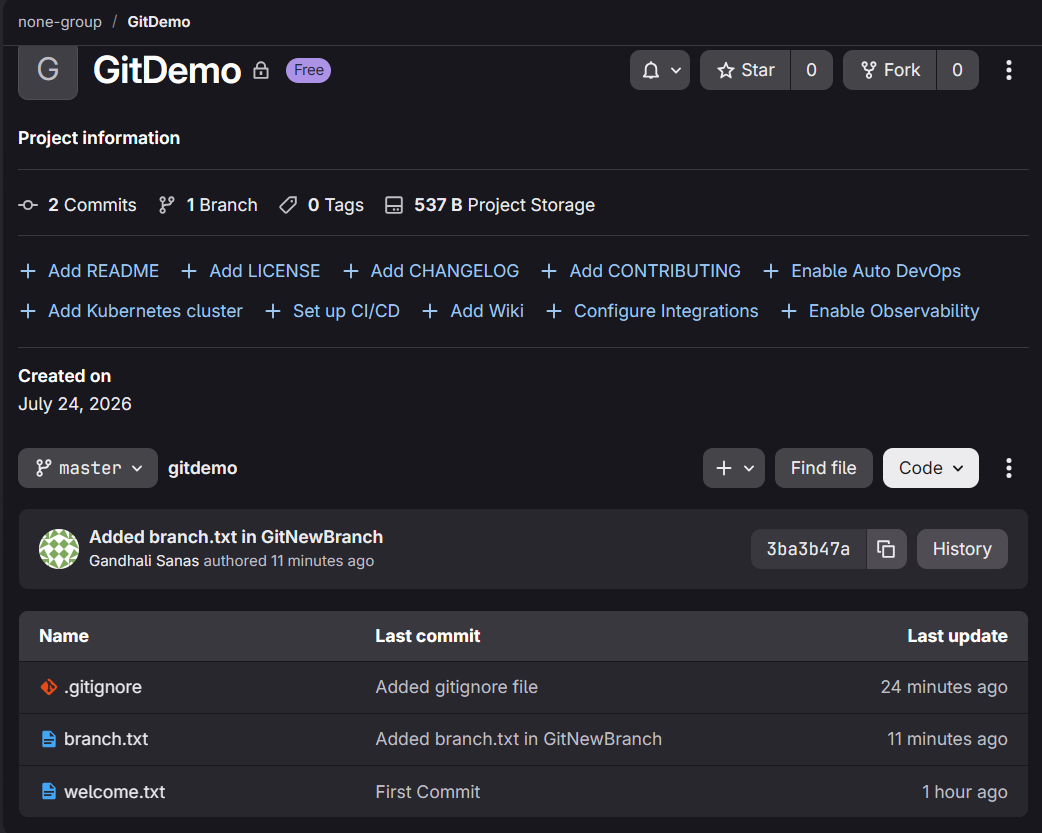 none-group / GitDemo
G GitDemo Free Star 0 Fork 0
Project information
2 Commits 1 Branch 0 Tags 537 B Project Storage
+ Add README + Add LICENSE + Add CHANGELOG + Add CONTRIBUTING + Enable Auto DevOps
+ Add Kubernetes cluster + Set up CI/CD + Add Wiki + Configure Integrations + Enable Observability
Created on
July 24, 2026
master gitdemo + Find file Code
Added branch.txt in GitNewBranch
Gandhali Sanas authored 11 minutes ago
3ba3b47a History
Name Last commit Last update
.gitignore Added gitignore file 24 minutes ago
branch.txt Added branch.txt in GitNewBranch 11 minutes ago
welcome.txt First Commit 1 hour ago